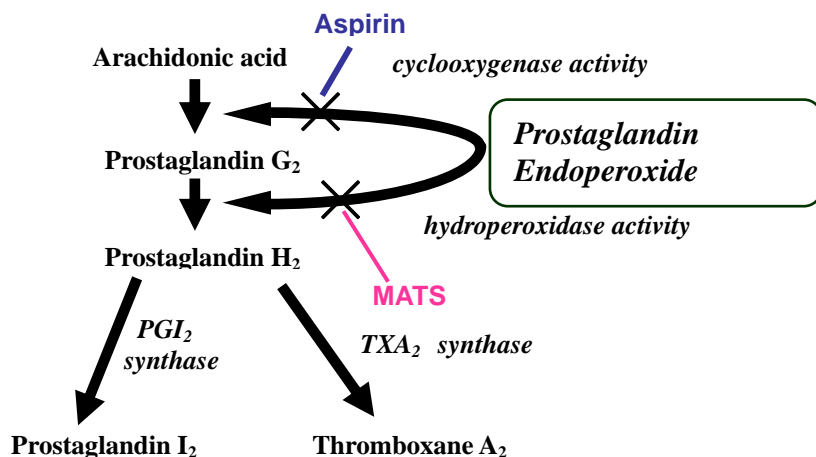 Aspirin
Arachidonic acid
cyclooxygenase activity
Prostaglandin
Endoperoxide
Prostaglandin G₂
hydroperoxidase activity
Prostaglandin H₂
MATS
PGI₂
synthase
TXA₂ synthase
Prostaglandin I₂
Thromboxane A₂